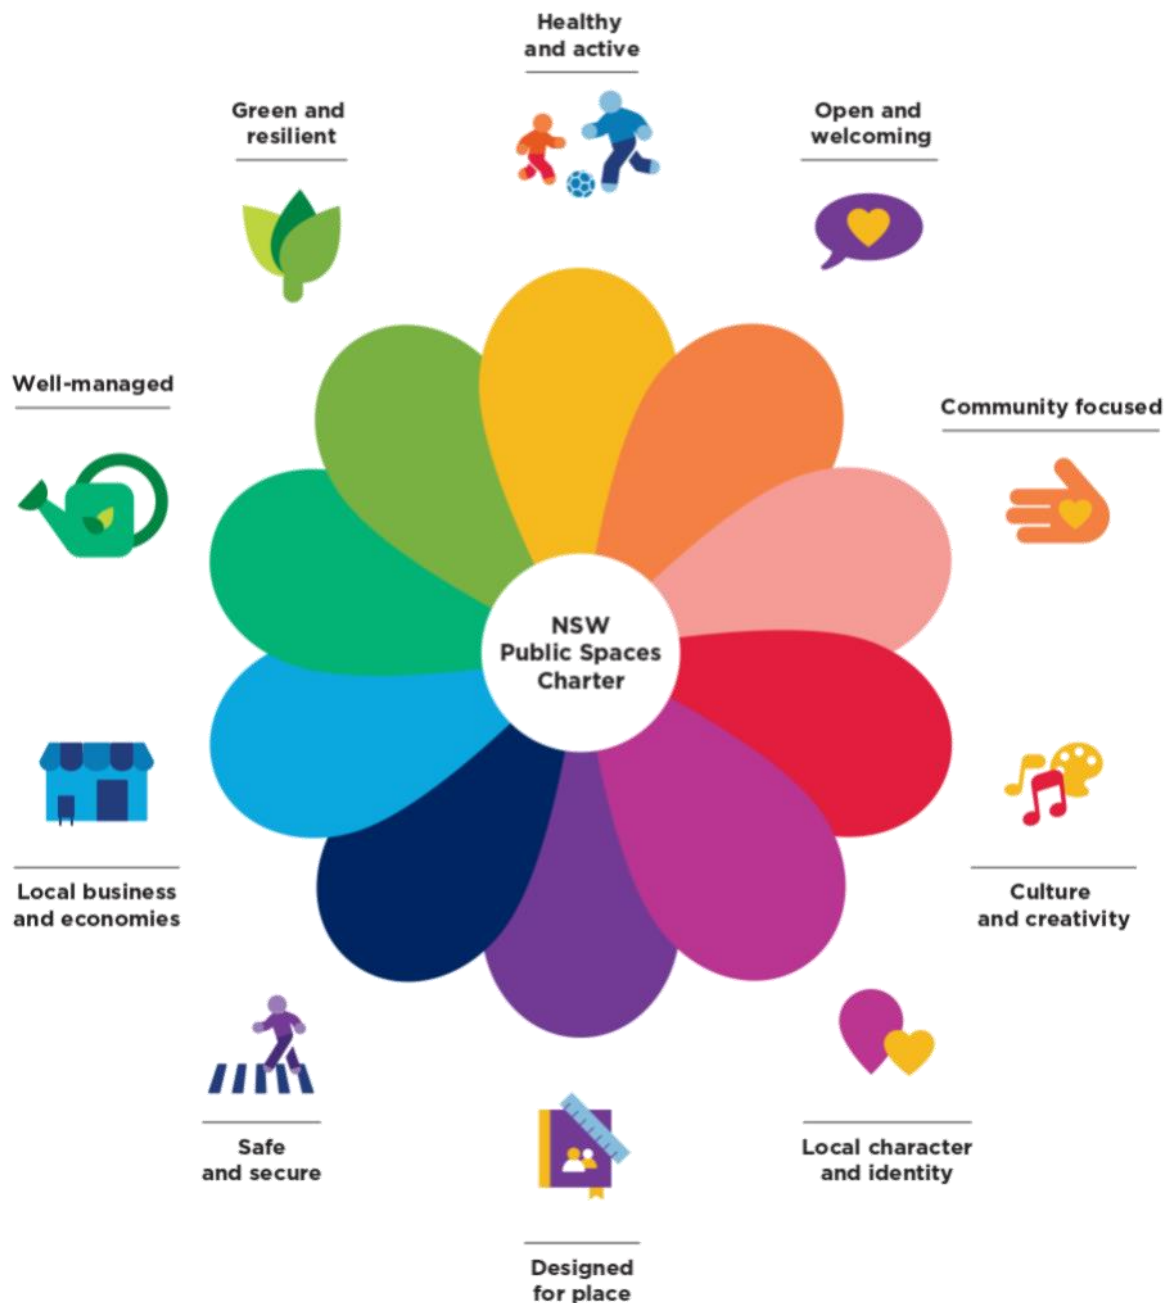 Healthy
and active
Green and
resilient
Open and
welcoming
Well-managed
Community focused
NSW
Public Spaces
Charter
Local business
and economies
Culture
and creativity
Safe
and secure
Local character
and identity
Designed
for place